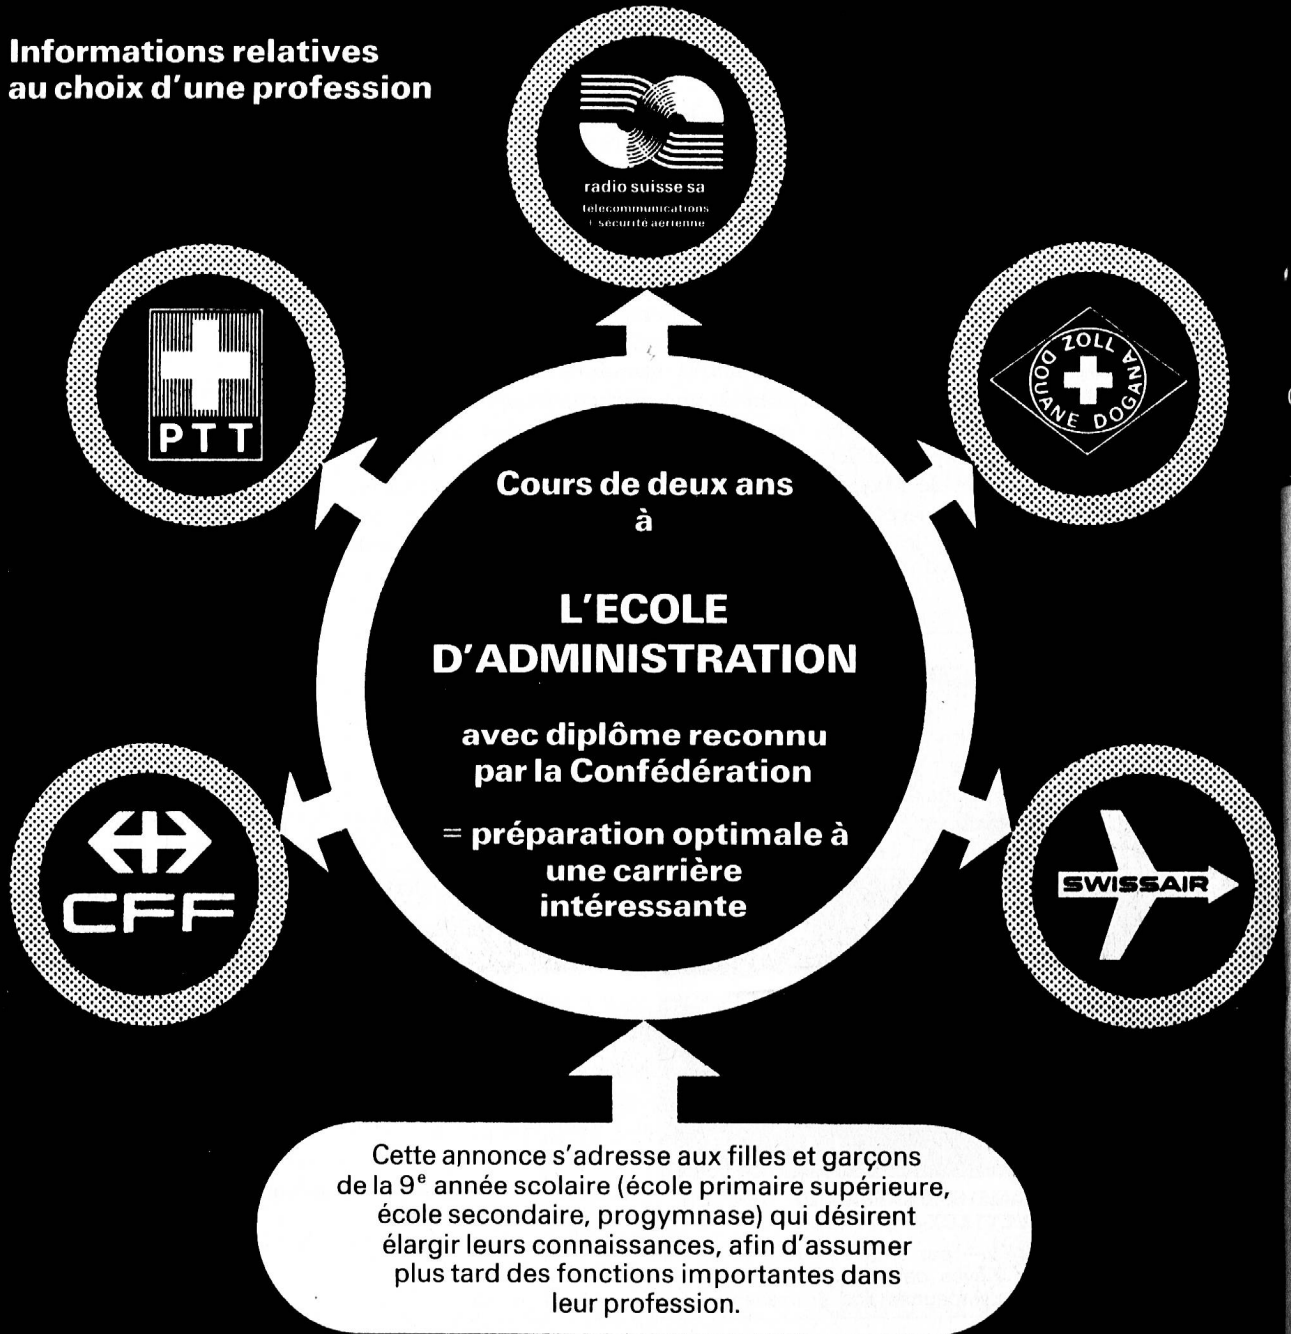 Informations relatives
au choix d'une profession
radio suisse sa
telecommunications
+ sécurité aerienne
PTT
ZOLL
DOUANE DOGANA
Cours de deux ans
à
L'ECOLE
D'ADMINISTRATION
avec diplôme reconnu
par la Confédération
= préparation optimale à
une carrière
intéressante
CFF
SWISSAIR
Cette annonce s'adresse aux filles et garçons
de la 9e année scolaire (école primaire supérieure,
école secondaire, progymnase) qui désirent
élargir leurs connaissances, afin d'assumer
plus tard des fonctions importantes dans
leur profession.